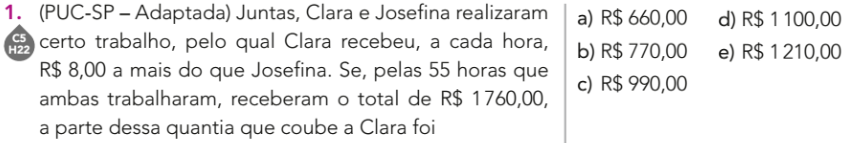 1. (PUC-SP – Adaptada) Juntas, Clara e Josefina realizaram
C5
H22
certo trabalho, pelo qual Clara recebeu, a cada hora,
R$ 8,00 a mais do que Josefina. Se, pelas 55 horas que
ambas trabalharam, receberam o total de R$ 1760,00,
a parte dessa quantia que coube a Clara foi
a) R$ 660,00
b) R$ 770,00
c) R$ 990,00
d) R$ 1100,00
e) R$ 1210,00